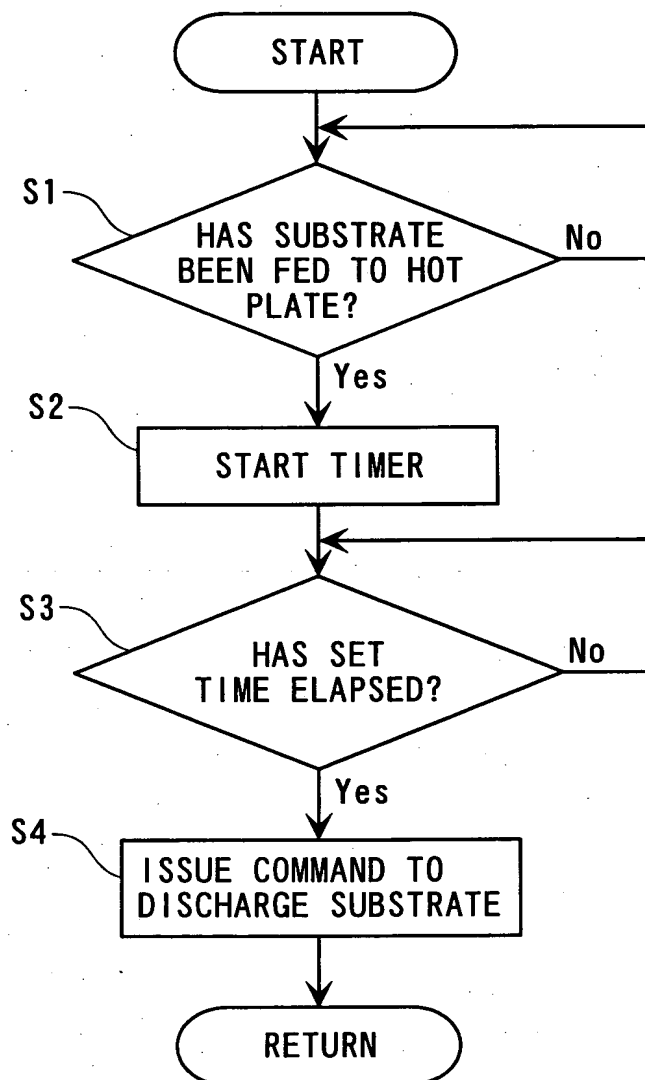 START
S1
HAS SUBSTRATE
BEEN FED TO HOT
PLATE?
No
Yes
S2
START TIMER
S3
HAS SET
TIME ELAPSED?
No
Yes
S4
ISSUE COMMAND TO
DISCHARGE SUBSTRATE
RETURN